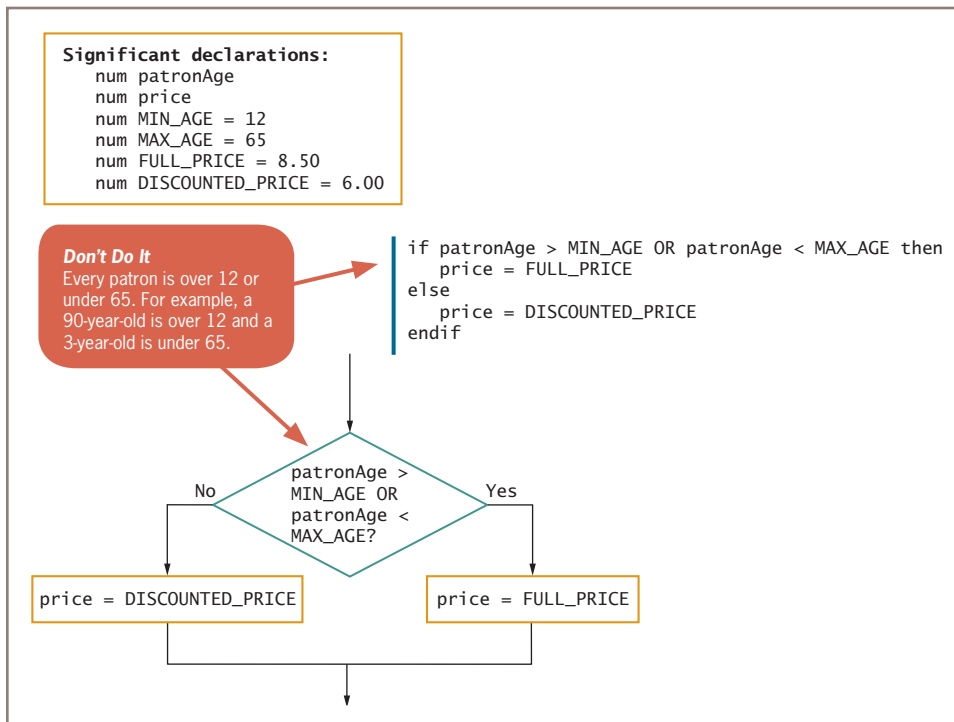 Significant declarations:
num patronAge
num price
num MIN_AGE = 12
num MAX_AGE = 65
num FULL_PRICE = 8.50
num DISCOUNTED_PRICE = 6.00
Don't Do It
Every patron is over 12 or
under 65. For example, a
90-year-old is over 12 and a
3-year-old is under 65.
if patronAge > MIN_AGE OR patronAge < MAX_AGE then
price = FULL_PRICE
else
price = DISCOUNTED_PRICE
endif
No
patronAge >
MIN_AGE OR
patronAge <
MAX_AGE?
Yes
price = DISCOUNTED_PRICE
price = FULL_PRICE